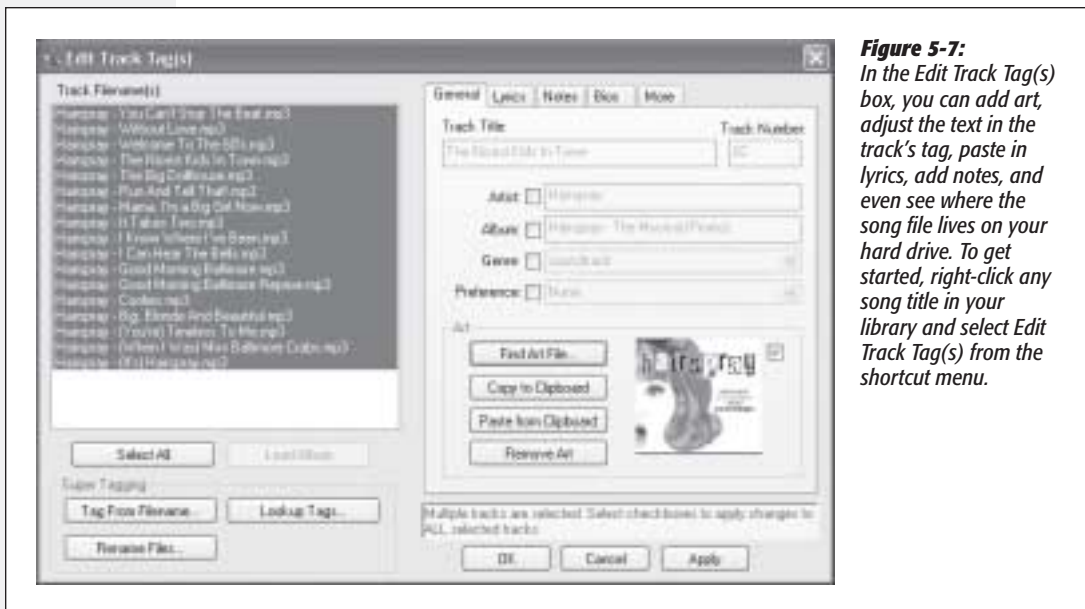 Edit Track Tag(s)
Track Filename(s)
Hairspray - You Can't Stop The Beat.mp3
Hairspray - Without Love.mp3
Hairspray - Welcome To The 60's.mp3
Hairspray - The Nicest Kids In Town.mp3
Hairspray - The Big Dollhouse.mp3
Hairspray - Run And Tell That!.mp3
Hairspray - Mama, I'm a Big Girl Now.mp3
Hairspray - It Takes Two.mp3
Hairspray - I Know Where I've Been.mp3
Hairspray - I Can Hear The Bells.mp3
Hairspray - Good Morning Baltimore.mp3
Hairspray - Good Morning Baltimore Reprise.mp3
Hairspray - Cooties.mp3
Hairspray - Big, Blonde And Beautiful.mp3
Hairspray - (You're) Timeless To Me.mp3
Hairspray - (When I Was) Miss Baltimore Crabs.mp3
Hairspray - (It's) Hairspray.mp3
Select All
Super Tagging
Tag From Filename...
Lookup Tags...
Rename Files...
General Lyrics Notes Bios More
Track Title
Track Number
The Nicest Kids In Town
Artist:
Hairspray
Album:
Hairspray - The Musical
Genre:
Soundtrack
Preference:
None
Art
Find Art File...
Copy to Clipboard
Paste from Clipboard
Remove Art
hairspray
Multiple tracks are selected. Select checkboxes to apply changes to
ALL selected tracks
OK
Cancel
Apply
Figure 5-7:
In the Edit Track Tag(s)
box, you can add art,
adjust the text in the
track's tag, paste in
lyrics, add notes, and
even see where the
song file lives on your
hard drive. To get
started, right-click any
song title in your
library and select Edit
Track Tag(s) from the
shortcut menu.